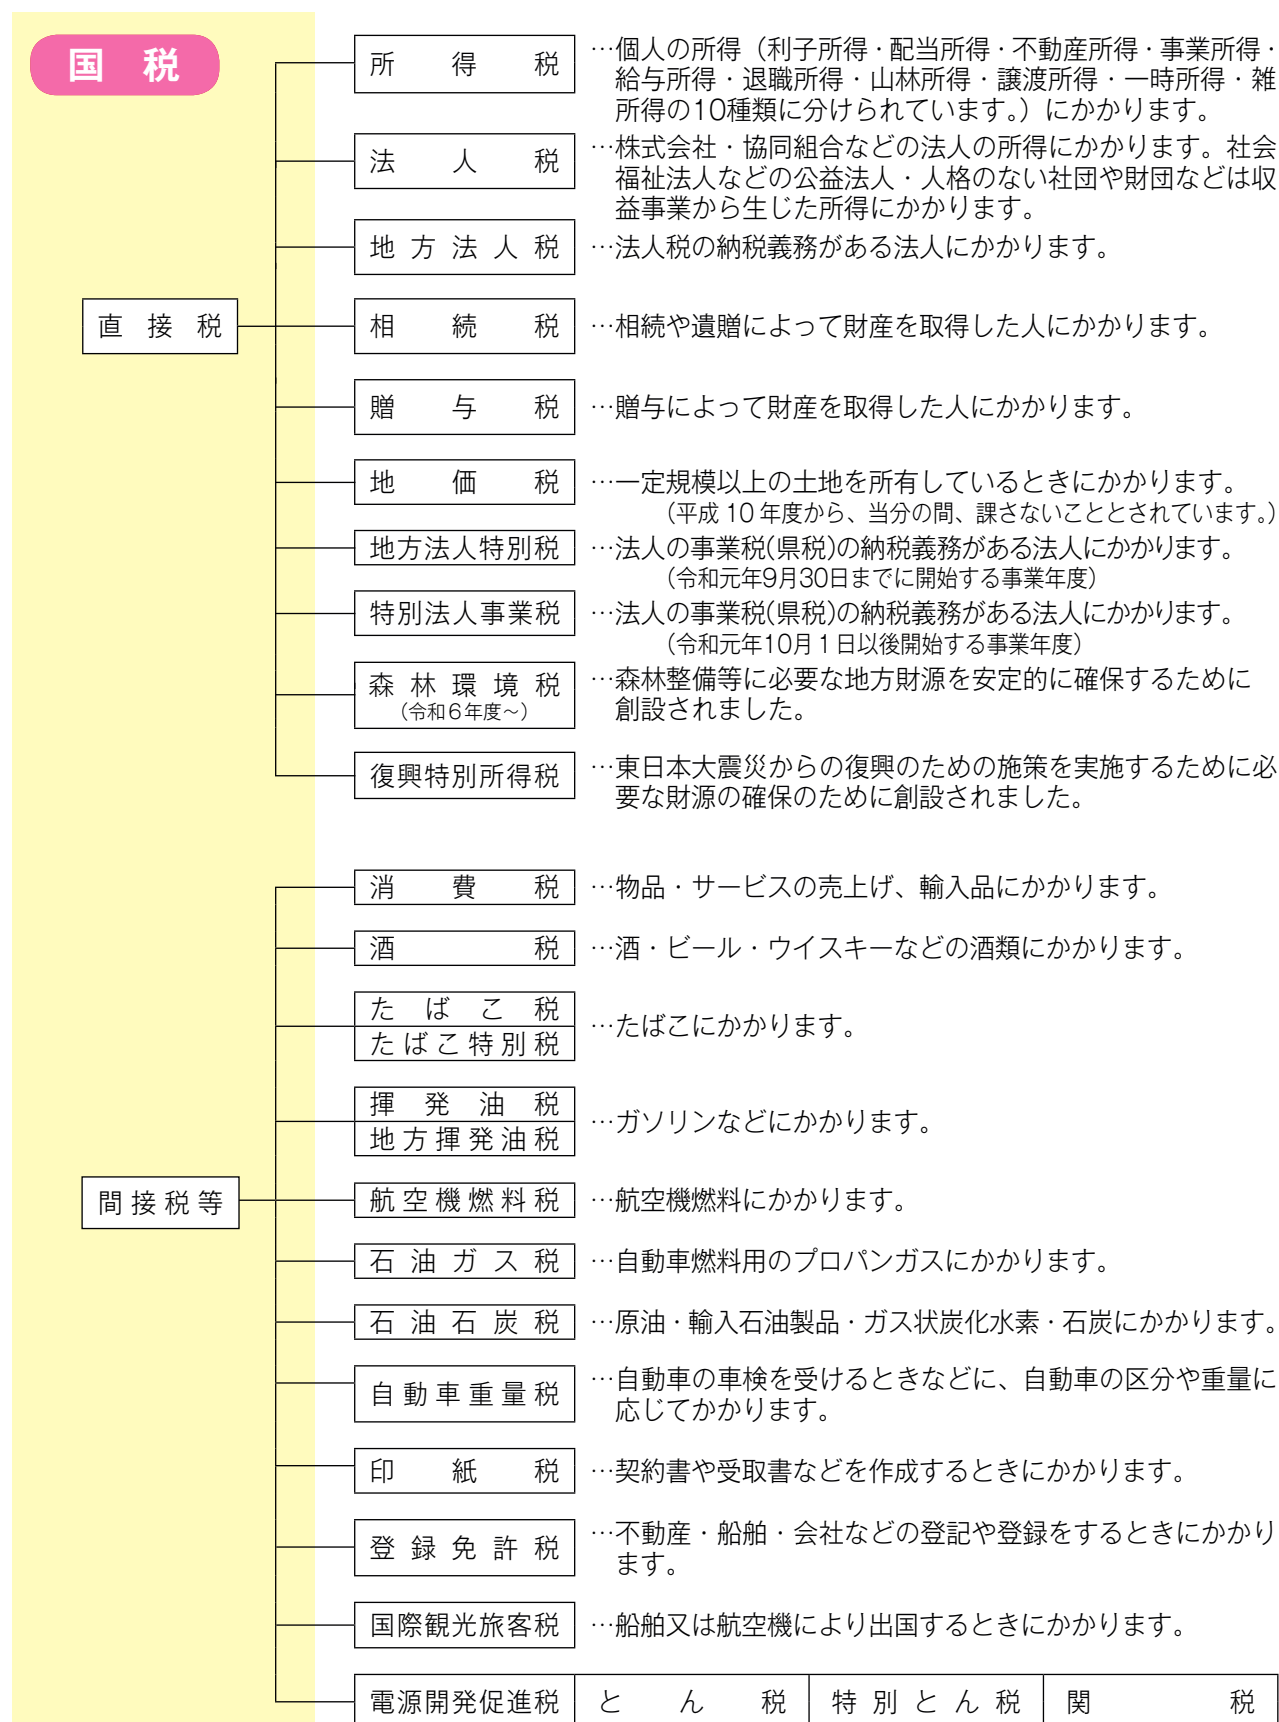 国税
所得税
…個人の所得（利子所得・配当所得・不動産所得・事業所得・
給与所得・退職所得・山林所得・譲渡所得・一時所得・雑
所得の10種類に分けられています。）にかかります。
法人税
…株式会社・協同組合などの法人の所得にかかります。社会
福祉法人などの公益法人・人格のない社団や財団などは収
益事業から生じた所得にかかります。
地方法人税
…法人税の納税義務がある法人にかかります。
直接税
相続税
…相続や遺贈によって財産を取得した人にかかります。
贈与税
…贈与によって財産を取得した人にかかります。
地価税
…一定規模以上の土地を所有しているときにかかります。
（平成10年度から、当分の間、課さないこととされています。）
地方法人特別税
…法人の事業税(県税)の納税義務がある法人にかかります。
（令和元年9月30日までに開始する事業年度）
特別法人事業税
…法人の事業税(県税)の納税義務がある法人にかかります。
（令和元年10月1日以後開始する事業年度）
森林環境税
（令和6年度～）
…森林整備等に必要な地方財源を安定的に確保するために
創設されました。
復興特別所得税
…東日本大震災からの復興のための施策を実施するために必
要な財源の確保のために創設されました。
消費税
…物品・サービスの売上げ、輸入品にかかります。
酒税
…酒・ビール・ウイスキーなどの酒類にかかります。
たばこ税
たばこ特別税
…たばこにかかります。
揮発油税
地方揮発油税
…ガソリンなどにかかります。
間接税等
航空機燃料税
…航空機燃料にかかります。
石油ガス税
…自動車燃料用のプロパンガスにかかります。
石油石炭税
…原油・輸入石油製品・ガス状炭化水素・石炭にかかります。
自動車重量税
…自動車の車検を受けるときなどに、自動車の区分や重量に
応じてかかります。
印紙税
…契約書や受取書などを作成するときにかかります。
登録免許税
…不動産・船舶・会社などの登記や登録をするときにかかり
ます。
国際観光旅客税
…船舶又は航空機により出国するときにかかります。
電源開発促進税 とん税 特別とん税 関税